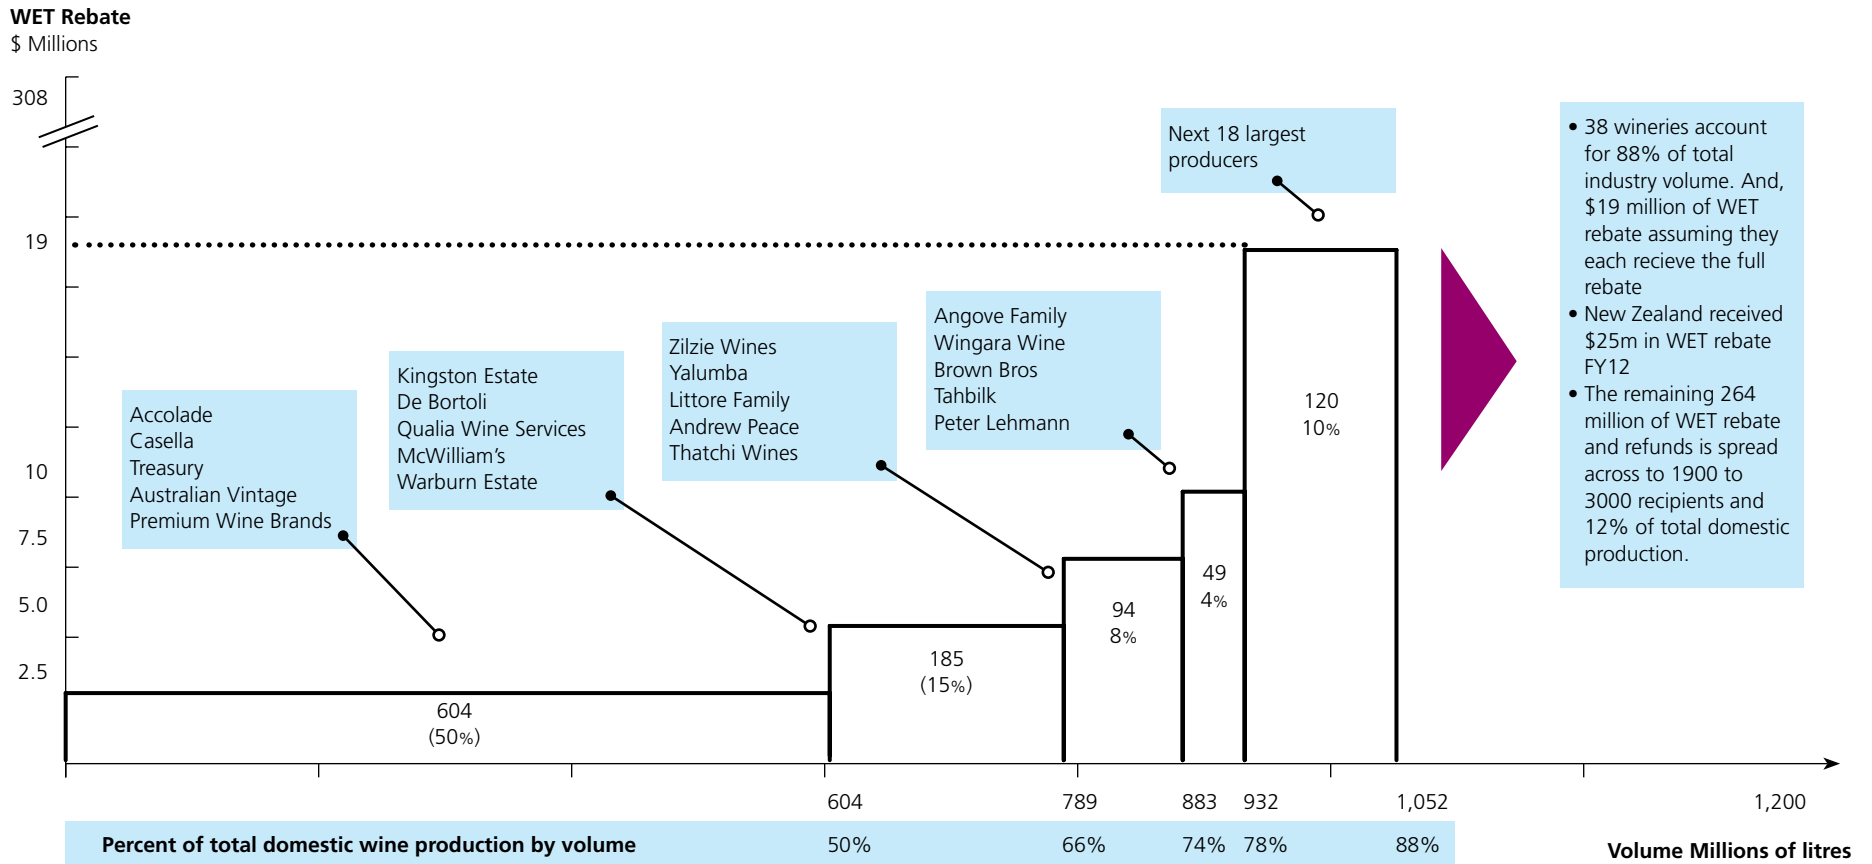 WET Rebate
$ Millions
308
19
10
7.5
5.0
2.5
Accolade
Casella
Treasury
Australian Vintage
Premium Wine Brands
Kingston Estate
De Bortoli
Qualia Wine Services
McWilliam’s
Warburn Estate
Zilzie Wines
Yalumba
Littore Family
Andrew Peace
Thatchi Wines
Angove Family
Wingara Wine
Brown Bros
Tahbilk
Peter Lehmann
Next 18 largest
producers
604
(50%)
185
(15%)
94
8%
49
4%
120
10%
• 38 wineries account
for 88% of total
industry volume. And,
$19 million of WET
rebate assuming they
each recieve the full
rebate
• New Zealand received
$25m in WET rebate
FY12
• The remaining 264
million of WET rebate
and refunds is spread
across to 1900 to
3000 recipients and
12% of total domestic
production.
604 789 883 932 1,052 1,200
Percent of total domestic wine production by volume 50% 66% 74% 78% 88%
Volume Millions of litres